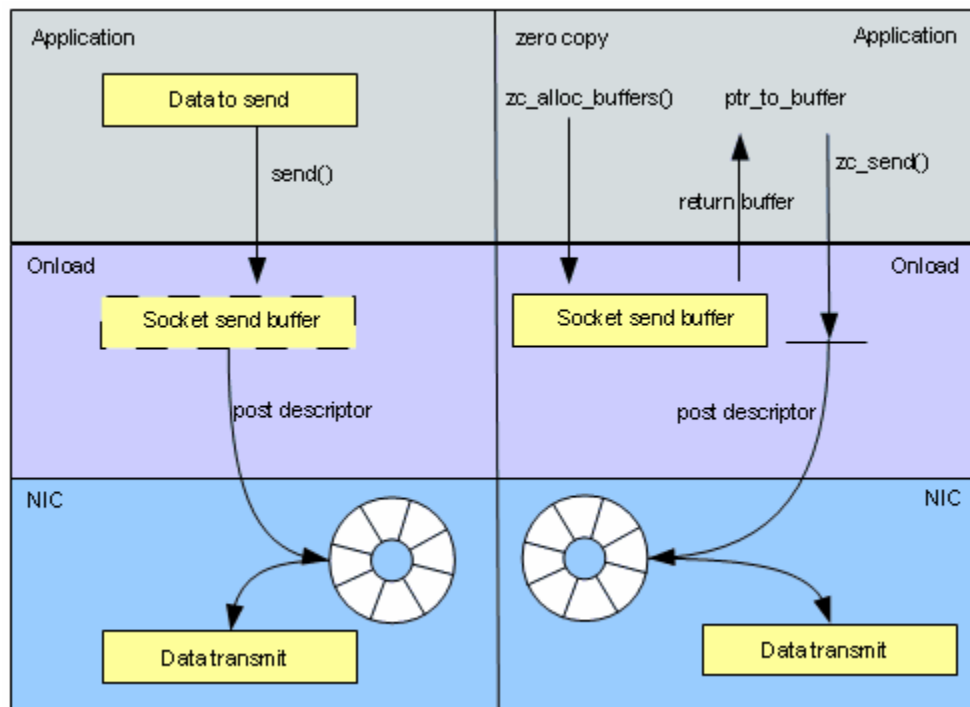 Application
Data to send
send()
Onload
Socket send buffer
post descriptor
NIC
Data transmit
zero copy
Application
zc_alloc_buffers()
ptr_to_buffer
zc_send()
return buffer
Onload
Socket send buffer
post descriptor
NIC
Data transmit